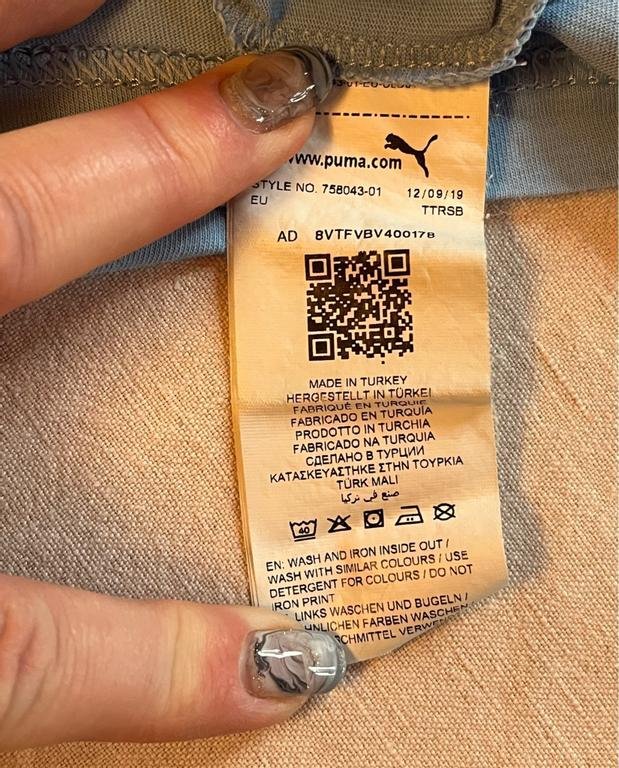 www.puma.com
STYLE NO. 758043-01 12/09/19
EU TTRSB
AD 8VTFVBV40017B
MADE IN TURKEY
HERGESTELLT IN TÜRKEI
FABRIQUÉ EN TURQUIE
FABRICADO EN TURQUÍA
PRODOTTO IN TURCHIA
FABRICADO NA TURQUIA
СДЕЛАНО В ТУРЦИИ
ΚΑΤΑΣΚΕΥΑΣΤΗΚΕ ΣΤΗΝ ΤΟΥΡΚΙΑ
TÜRK MALI
صنع في تركيا
40
EN: WASH AND IRON INSIDE OUT /
WASH WITH SIMILAR COLOURS / USE
DETERGENT FOR COLOURS / DO NOT
IRON PRINT
LINKS WASCHEN UND BÜGELN /
FARBEN WASCHEN